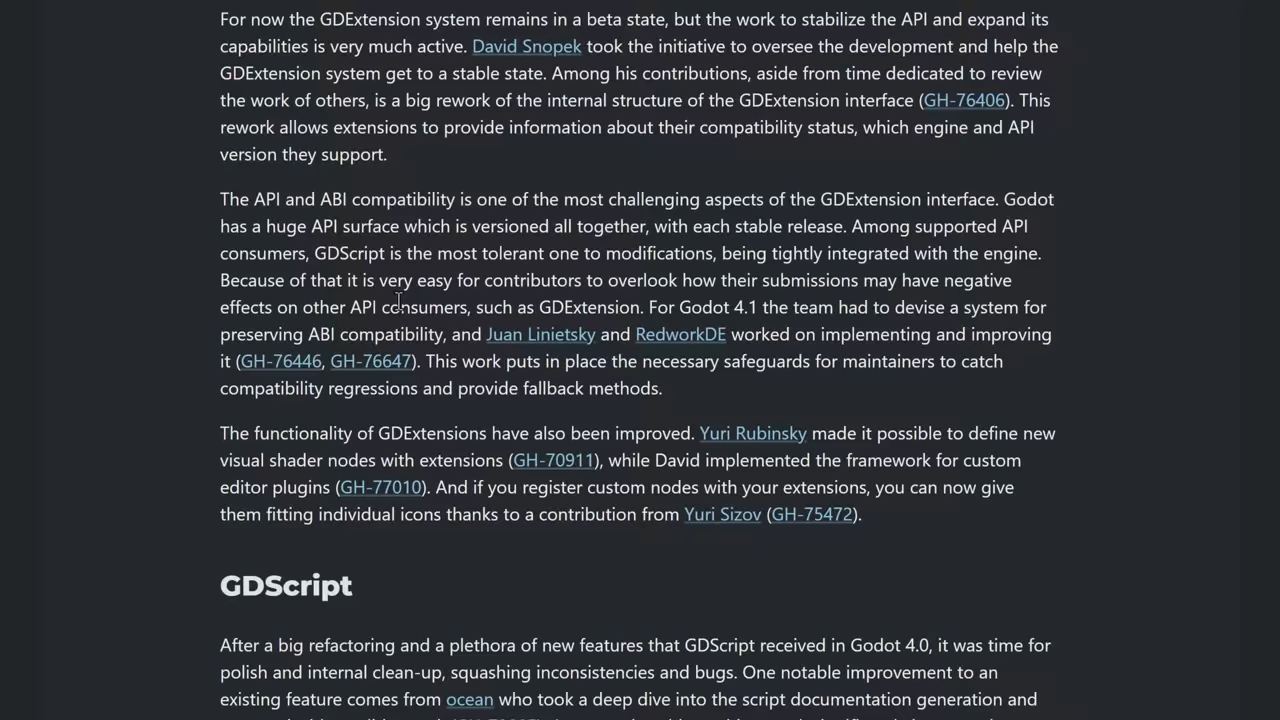 For now the GDExtension system remains in a beta state, but the work to stabilize the API and expand its
capabilities is very much active. David Snopek took the initiative to oversee the development and help the
GDExtension system get to a stable state. Among his contributions, aside from time dedicated to review
the work of others, is a big rework of the internal structure of the GDExtension interface (GH-76406). This
rework allows extensions to provide information about their compatibility status, which engine and API
version they support.
The API and ABI compatibility is one of the most challenging aspects of the GDExtension interface. Godot
has a huge API surface which is versioned all together, with each stable release. Among supported API
consumers, GDScript is the most tolerant one to modifications, being tightly integrated with the engine.
Because of that it is very easy for contributors to overlook how their submissions may have negative
effects on other API consumers, such as GDExtension. For Godot 4.1 the team had to devise a system for
preserving ABI compatibility, and Juan Linietsky and RedworkDE worked on implementing and improving
it (GH-76446, GH-76647). This work puts in place the necessary safeguards for maintainers to catch
compatibility regressions and provide fallback methods.
The functionality of GDExtensions have also been improved. Yuri Rubinsky made it possible to define new
visual shader nodes with extensions (GH-70911), while David implemented the framework for custom
editor plugins (GH-77010). And if you register custom nodes with your extensions, you can now give
them fitting individual icons thanks to a contribution from Yuri Sizov (GH-75472).
GDScript
After a big refactoring and a plethora of new features that GDScript received in Godot 4.0, it was time for
polish and internal clean-up, squashing inconsistencies and bugs. One notable improvement to an
existing feature comes from ocean who took a deep dive into the script documentation generation and